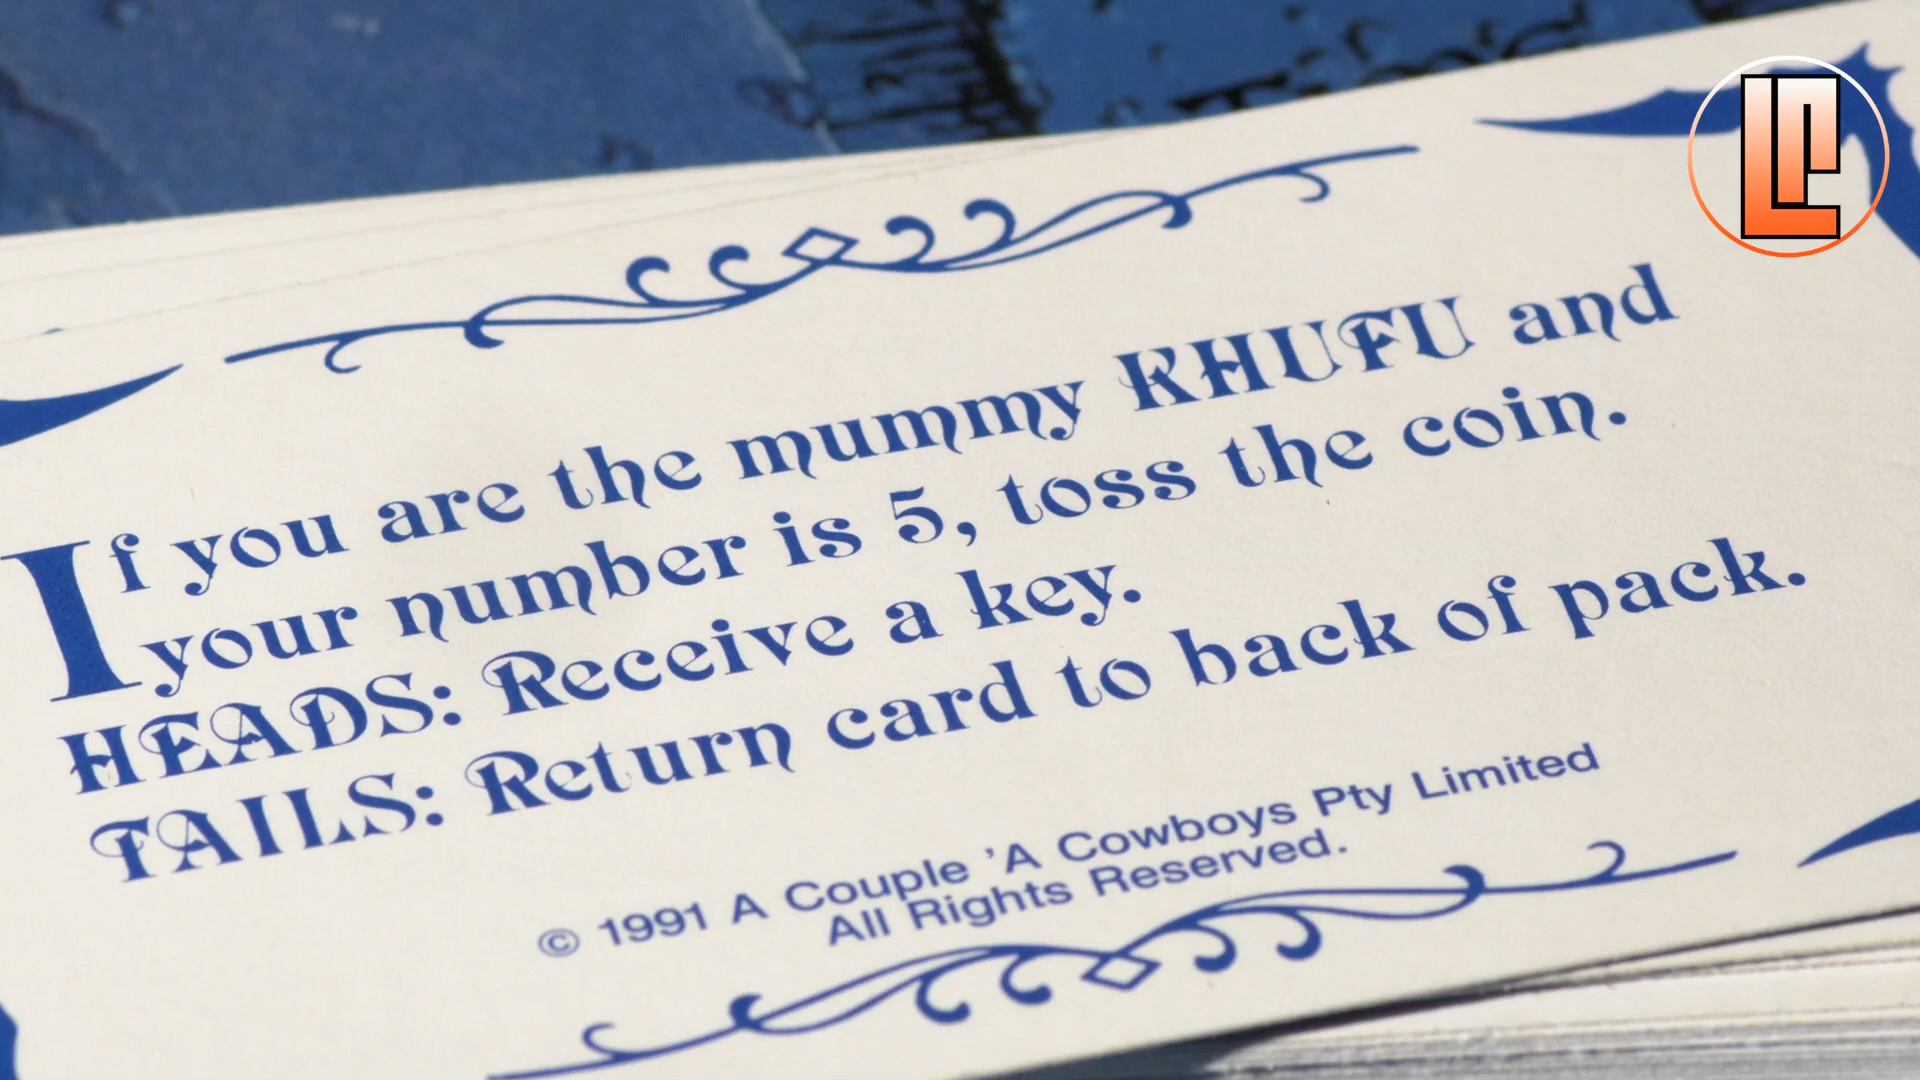 If you are the mummy KHUFU and
your number is 5, toss the coin.
HEADS: Receive a key.
TAILS: Return card to back of pack.
© 1991 A Couple 'A Cowboys Pty Limited
All Rights Reserved.